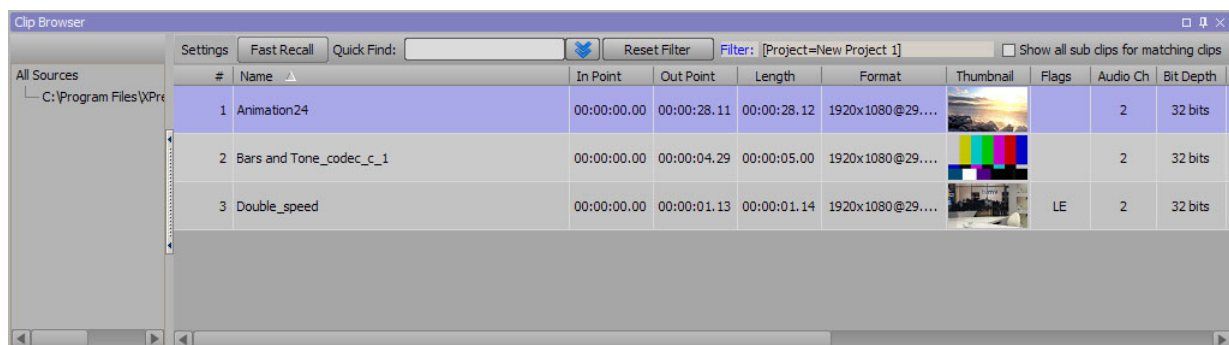 Clip Browser
Settings Fast Recall Quick Find: Reset Filter Filter: [Project=New Project 1] Show all sub clips for matching clips
All Sources # Name In Point Out Point Length Format Thumbnail Flags Audio Ch Bit Depth
C:\Program Files\XPre
1 Animation24 00:00:00.00 00:00:28.11 00:00:28.12 1920x1080@29.... 2 32 bits
2 Bars and Tone_codec_c_1 00:00:00.00 00:00:04.29 00:00:05.00 1920x1080@29.... 2 32 bits
3 Double_speed 00:00:00.00 00:00:01.13 00:00:01.14 1920x1080@29.... LE 2 32 bits